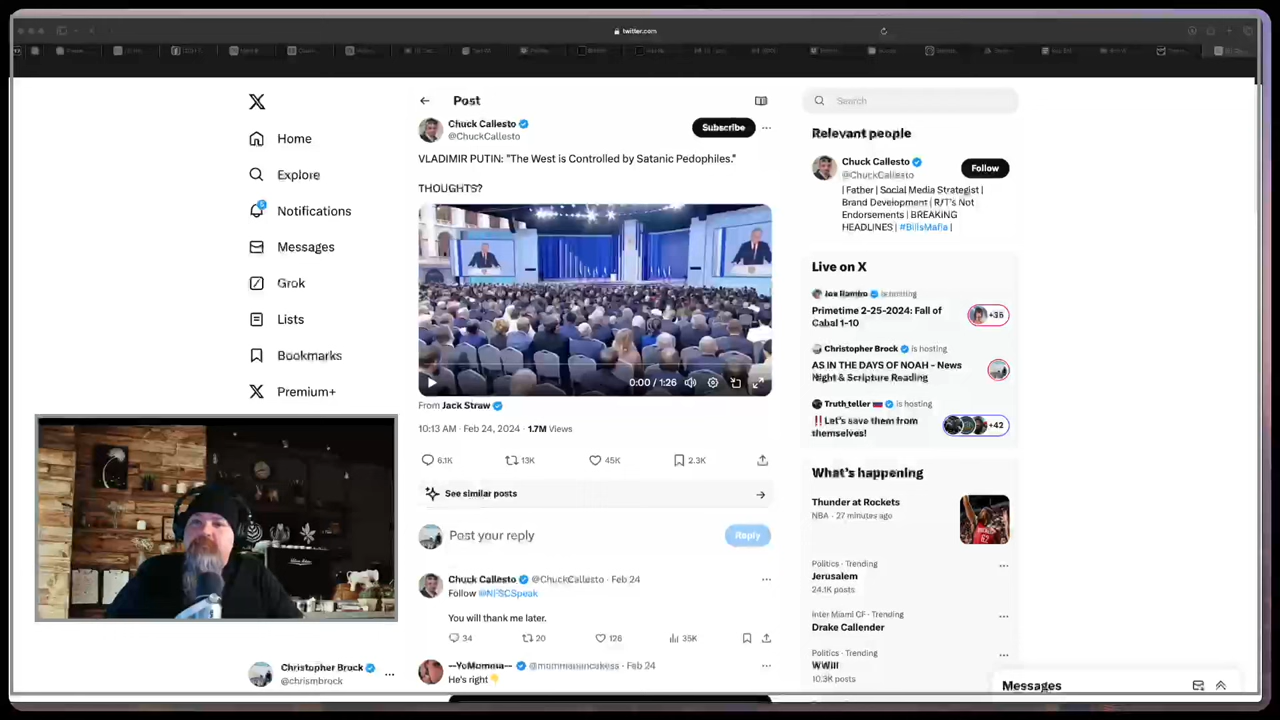 twitter.com
Home
Explore
Notifications
Messages
Grok
Lists
Bookmarks
Premium+
Christopher Brock
@chrismbrock
Post
Chuck Callesto
@ChuckCallesto
Subscribe
VLADIMIR PUTIN: "The West is Controlled by Satanic Pedophiles."
THOUGHTS?
0:00 / 1:26
From Jack Straw
10:13 AM · Feb 24, 2024 · 1.7M Views
6.1K 13K 45K 2.3K
See similar posts
Post your reply
Reply
Chuck Callesto @ChuckCallesto · Feb 24
Follow @NFSCSpeak
You will thank me later.
34 20 126 35K
--YoMomma-- · Feb 24
He's right👇
Search
Relevant people
Chuck Callesto
@ChuckCallesto
Follow
| Father | Social Media Strategist |
Brand Development | R/T's Not
Endorsements | BREAKING
HEADLINES | #BillsMafia |
Live on X
is hosting
Primetime 2-25-2024: Fall of
Cabal 1-10
Christopher Brock is hosting
AS IN THE DAYS OF NOAH - News
Night & Scripture Reading
Truth_teller 🇷🇺 is hosting
‼️Let's save them from
themselves!
+42
What's happening
Thunder at Rockets
NBA · 27 minutes ago
Politics · Trending
Jerusalem
24.1K posts
Inter Miami CF · Trending
Drake Callender
Politics · Trending
WWIII
10.3K posts
Messages